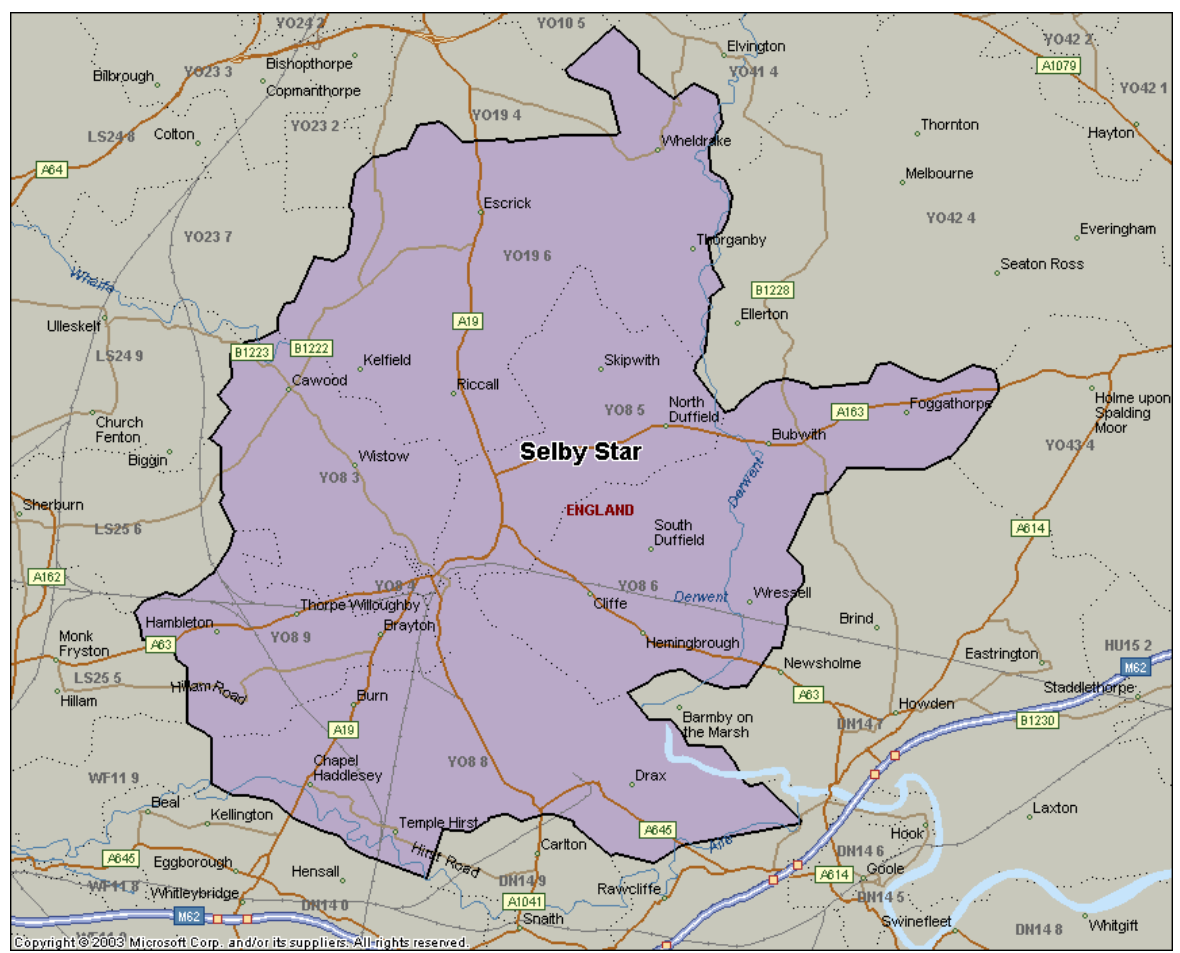 YO24 2
YO10 5
Elvington
YO42 2
Bishopthorpe
YO23 3
Bilbrough
YO41 4
A1079
Copmanthorpe
YO42 1
YO19 4
YO23 2
Thornton
LS24 8
Colton
Hayton
Wheldrake
A64
Melbourne
Escrick
YO42 4
YO23 7
Thorganby
Everingham
YO19 6
Seaton Ross
Wharfe
B1228
Ellerton
Ulleskelf
A19
LS24 9
B1223
B1222
Kelfield
Skipwith
Cawood
Riccall
North
Duffield
YO8 5
A163
Foggathorpe
Holme upon
Spalding
Moor
Church
Fenton
Bubwith
YO43 4
Selby Star
Biggin
Wistow
YO8 3
Derwent
Sherburn
ENGLAND
LS25 6
South
Duffield
A614
A162
YO8 4
YO8 6
Derwent
Wressell
Thorpe Willoughby
Cliffe
Hambleton
Brayton
Brind
Monk
Fryston
A63
YO8 9
Hemingbrough
HU15 2
Eastrington
M62
Newsholme
LS25 5
Hillam Road
Hillam
Burn
A63
Staddlethorpe
Howden
Barmby on
the Marsh
DN14 7
B1230
A19
Chapel
Haddlesey
YO8 8
WF11 9
Drax
Beal
Kellington
Laxton
Temple Hirst
A645
Hook
Aire
Hirst Road
Carlton
A645
Eggborough
DN14 6
Hensall
Goole
A614
DN14 9
WF11 8
Whitleybridge
Rawcliffe
DN14 5
A1041
DN14 0
M62
Snaith
Swinefleet
DN14 8
Whitgift
WF11 0
Copyright © 2003 Microsoft Corp. and/or its suppliers. All rights reserved.